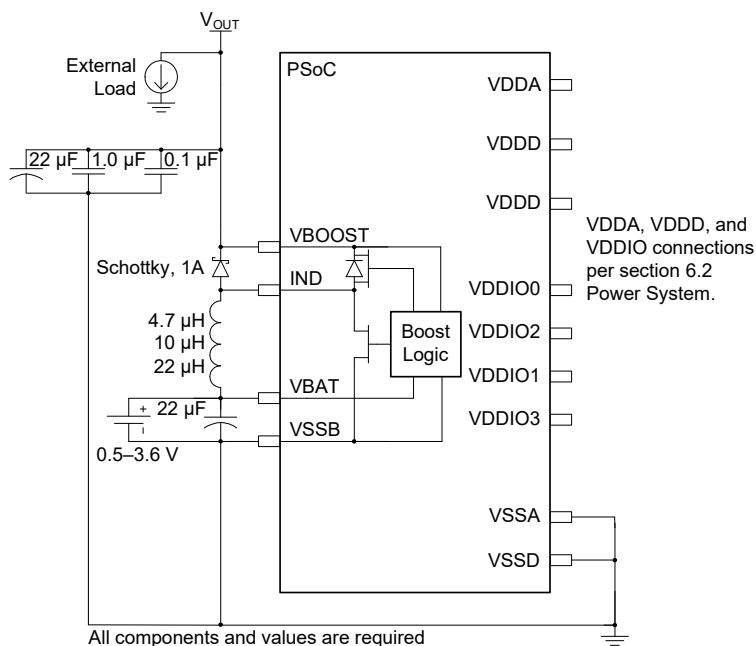 VOUT
External
Load
PSoC
VDDA
VDDD
22 µF 1.0 µF 0.1 µF
VDDD
VDDA, VDDD, and
VDDIO connections
per section 6.2
Power System.
VBOOST
Schottky, 1A
IND
VDDIO0
4.7 µH
10 µH
22 µH
Boost
Logic
VDDIO2
VBAT
VDDIO1
22 µF
+
-
VSSB
VDDIO3
0.5–3.6 V
VSSA
VSSD
All components and values are required